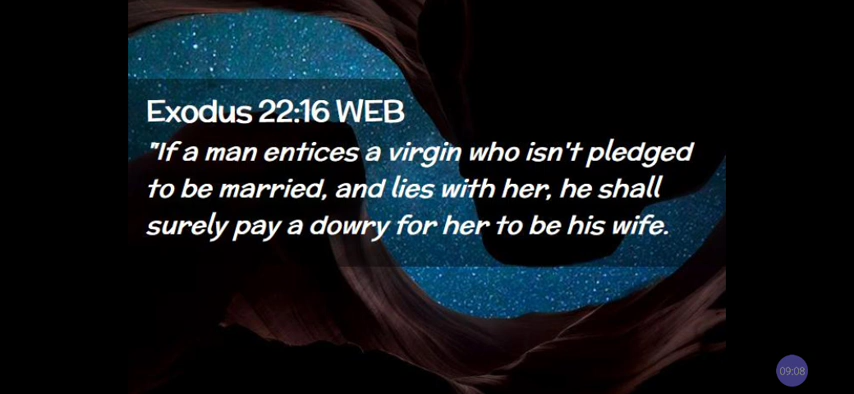 Exodus 22:16 WEB
"If a man entices a virgin who isn't pledged
to be married, and lies with her, he shall
surely pay a dowry for her to be his wife.
09:08